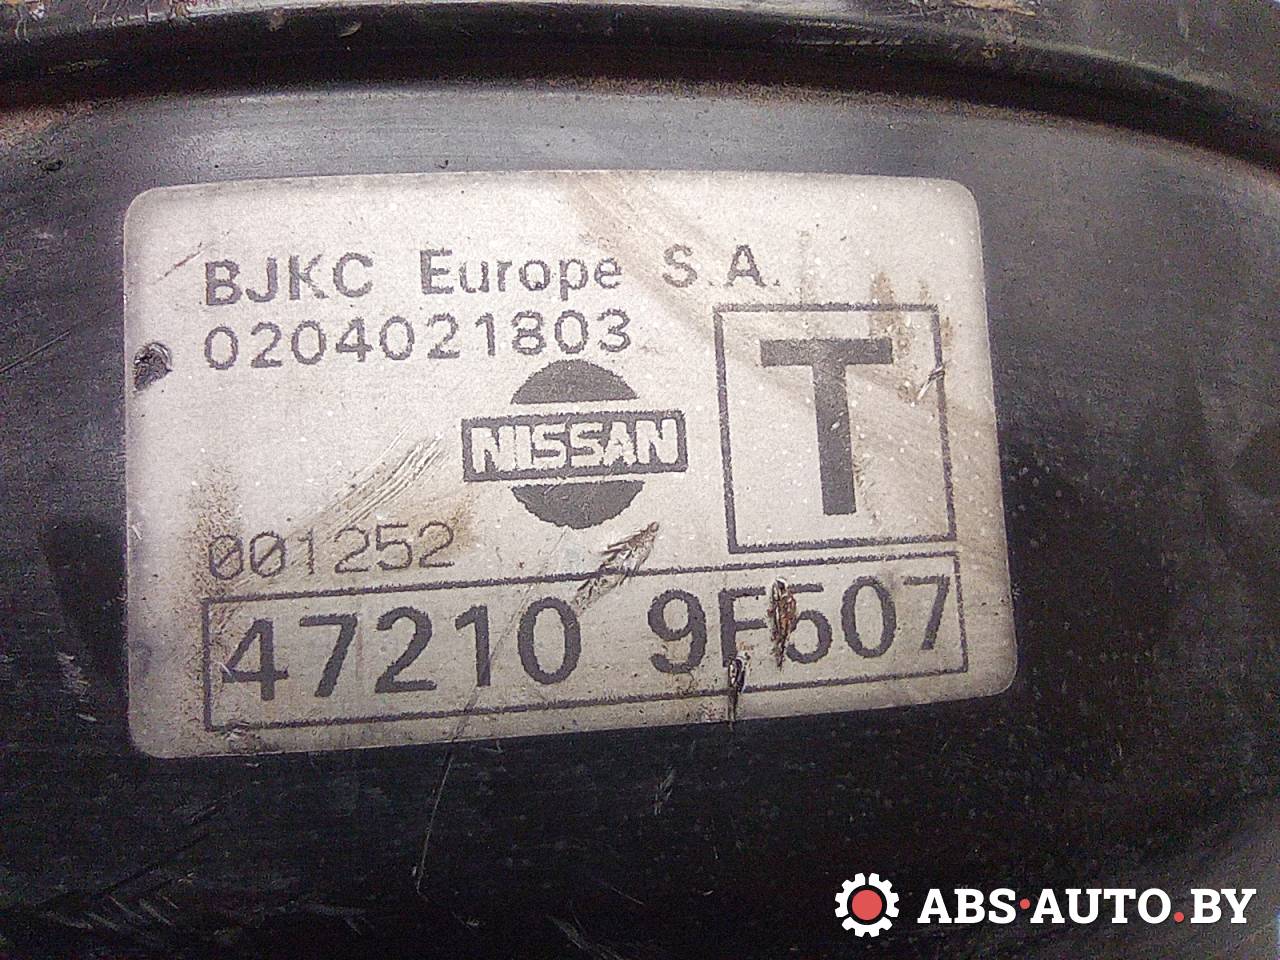 BJKC Europe S.A.
0204021803
NISSAN
T
001252
47210 9F507
ABS·AUTO.BY